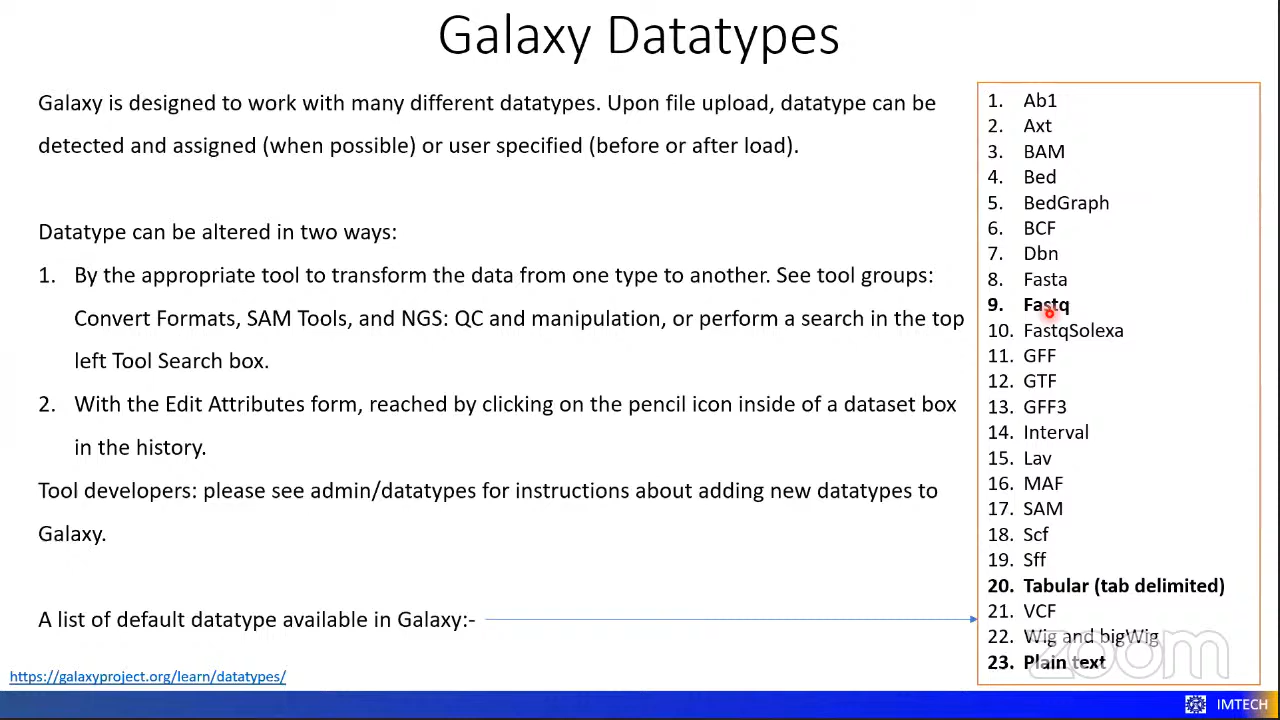 Galaxy Datatypes
Galaxy is designed to work with many different datatypes. Upon file upload, datatype can be
detected and assigned (when possible) or user specified (before or after load).
Datatype can be altered in two ways:
1. By the appropriate tool to transform the data from one type to another. See tool groups:
Convert Formats, SAM Tools, and NGS: QC and manipulation, or perform a search in the top
left Tool Search box.
2. With the Edit Attributes form, reached by clicking on the pencil icon inside of a dataset box
in the history.
Tool developers: please see admin/datatypes for instructions about adding new datatypes to
Galaxy.
A list of default datatype available in Galaxy:-
https://galaxyproject.org/learn/datatypes/
1. Ab1
2. Axt
3. BAM
4. Bed
5. BedGraph
6. BCF
7. Dbn
8. Fasta
9. Fastq
10. FastqSolexa
11. GFF
12. GTF
13. GFF3
14. Interval
15. Lav
16. MAF
17. SAM
18. Scf
19. Sff
20. Tabular (tab delimited)
21. VCF
22. Wig and bigWig
23. Plain text
zoom
IMTECH